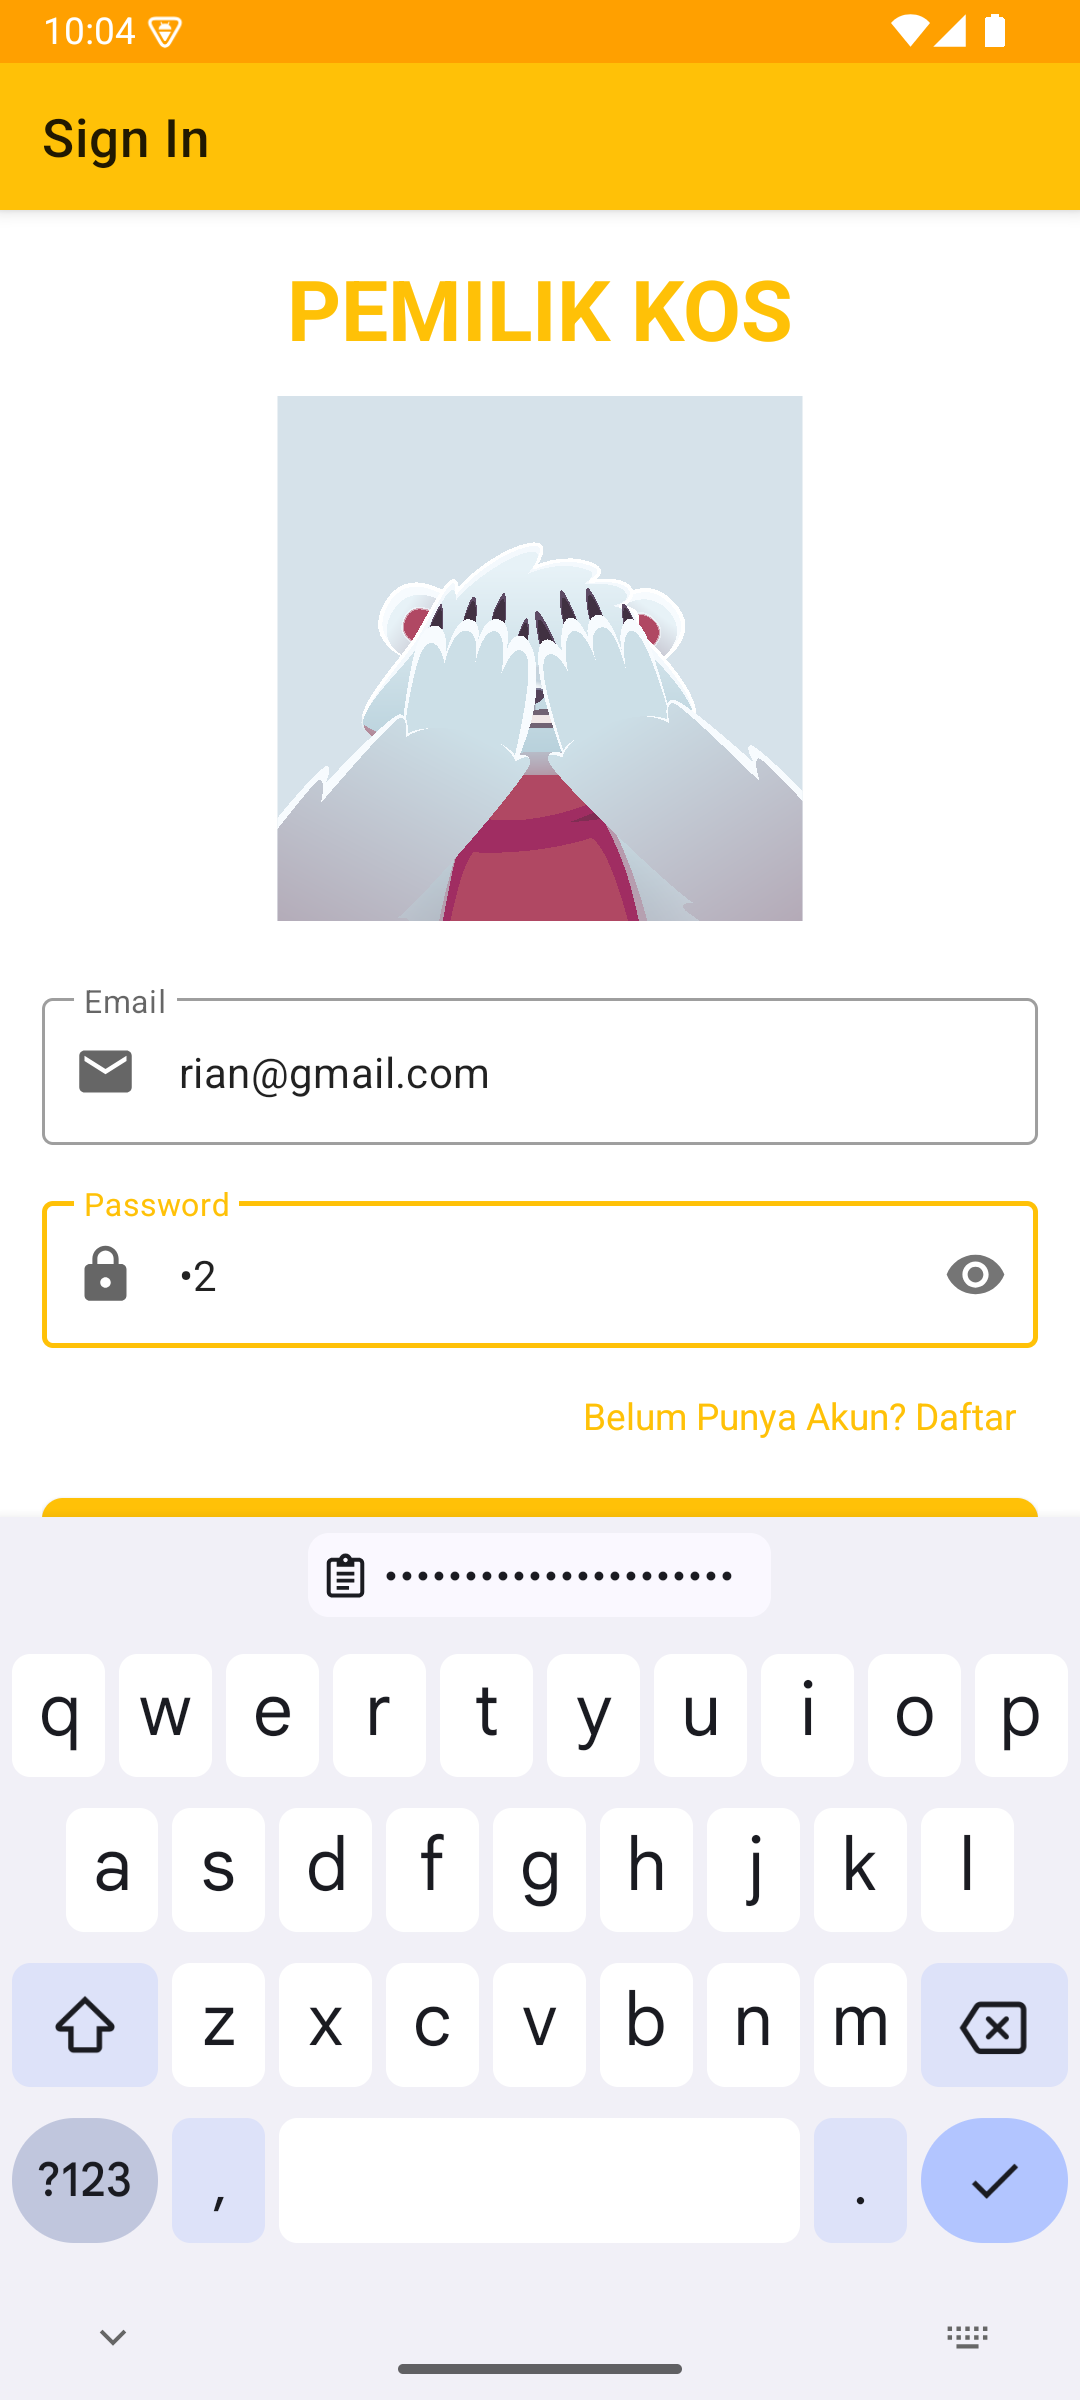 10:04
Sign In
PEMILIK KOS
Email
rian@gmail.com
Password
•2
Belum Punya Akun? Daftar
••••••••••••••••••••••
q w e r t y u i o p
a s d f g h j k l
z x c v b n m
?123 , .